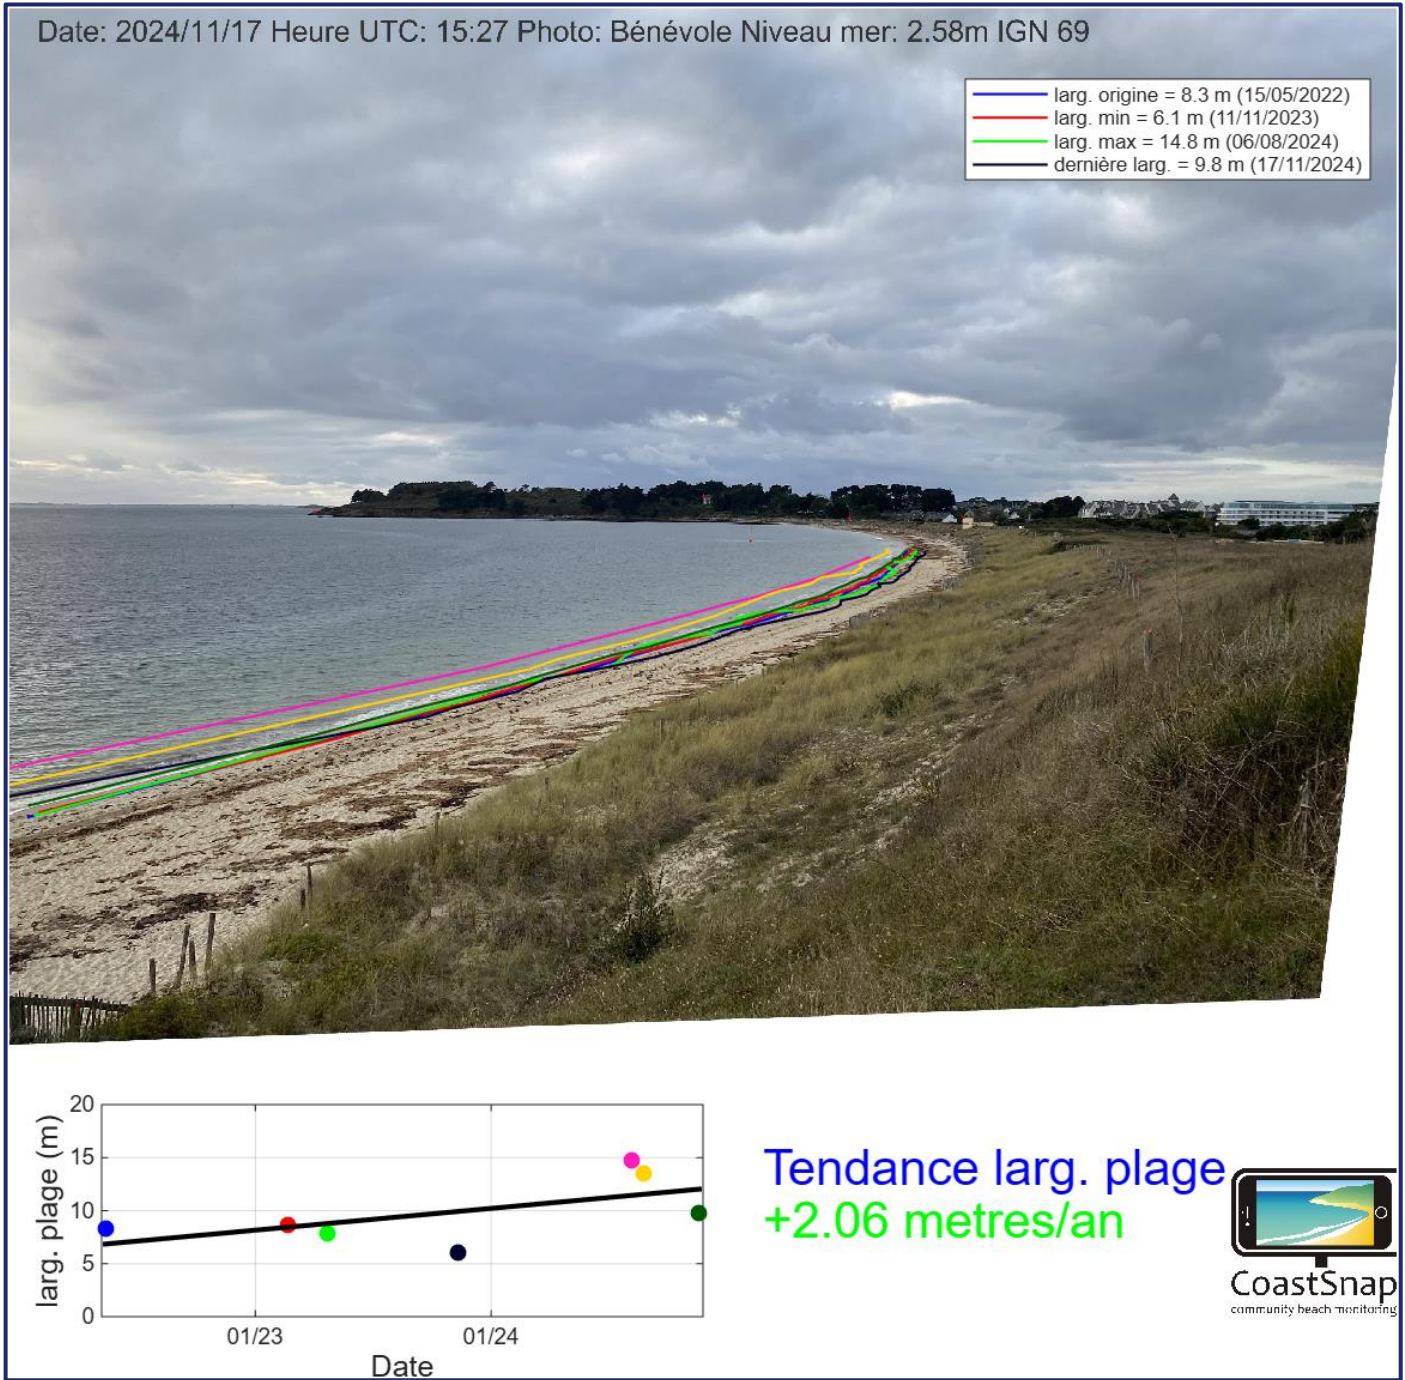 Date: 2024/11/17 Heure UTC: 15:27 Photo: Bénévole Niveau mer: 2.58m IGN 69
larg. origine = 8.3 m (15/05/2022)
larg. min = 6.1 m (11/11/2023)
larg. max = 14.8 m (06/08/2024)
dernière larg. = 9.8 m (17/11/2024)
larg. plage (m)
20
15
10
5
0
01/23
01/24
Date
Tendance larg. plage
+2.06 metres/an
CoastSnap
community beach monitoring